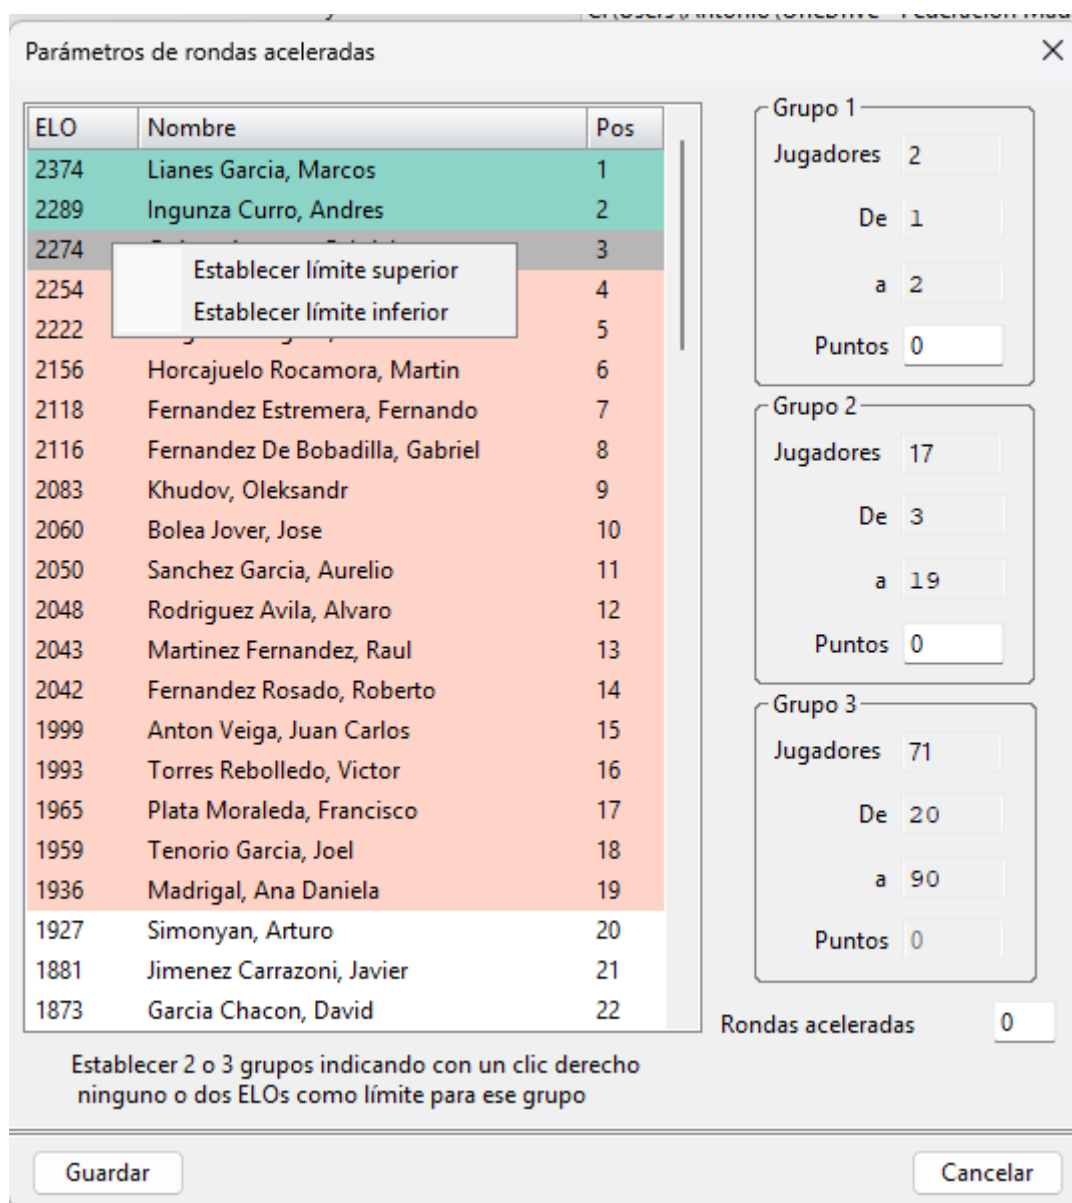 Parámetros de rondas aceleradas
ELO Nombre Pos
2374 Lianes Garcia, Marcos 1
2289 Ingunza Curro, Andres 2
2274 3
Establecer límite superior
2254 4
Establecer límite inferior
2222 5
2156 Horcajuelo Rocamora, Martin 6
2118 Fernandez Estremera, Fernando 7
2116 Fernandez De Bobadilla, Gabriel 8
2083 Khudov, Oleksandr 9
2060 Bolea Jover, Jose 10
2050 Sanchez Garcia, Aurelio 11
2048 Rodriguez Avila, Alvaro 12
2043 Martinez Fernandez, Raul 13
2042 Fernandez Rosado, Roberto 14
1999 Anton Veiga, Juan Carlos 15
1993 Torres Rebolledo, Victor 16
1965 Plata Moraleda, Francisco 17
1959 Tenorio Garcia, Joel 18
1936 Madrigal, Ana Daniela 19
1927 Simonyan, Arturo 20
1881 Jimenez Carrazoni, Javier 21
1873 Garcia Chacon, David 22
Establecer 2 o 3 grupos indicando con un clic derecho
ninguno o dos ELOs como límite para ese grupo
Grupo 1
Jugadores 2
De 1
a 2
Puntos 0
Grupo 2
Jugadores 17
De 3
a 19
Puntos 0
Grupo 3
Jugadores 71
De 20
a 90
Puntos 0
Rondas aceleradas 0
Guardar
Cancelar